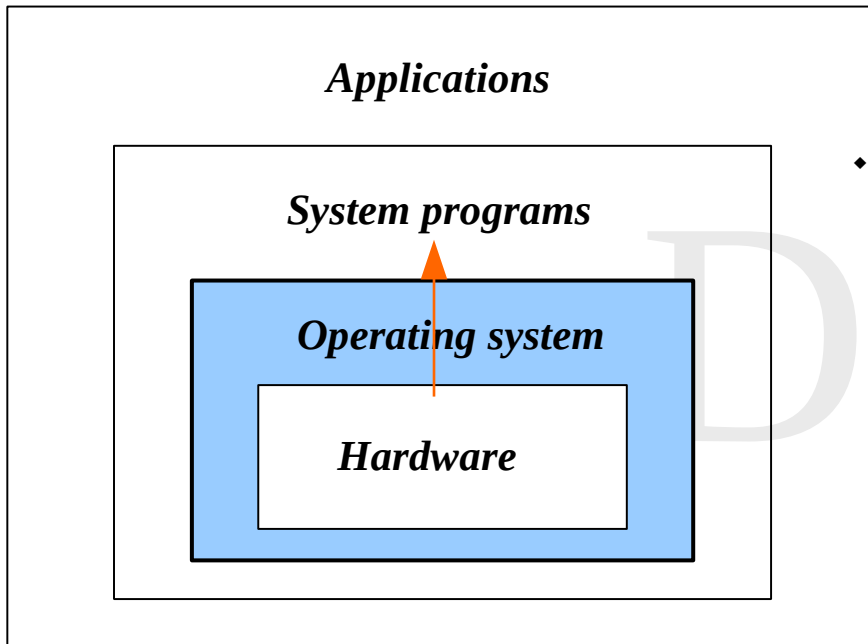 Applications
System programs
Operating system
Hardware
D